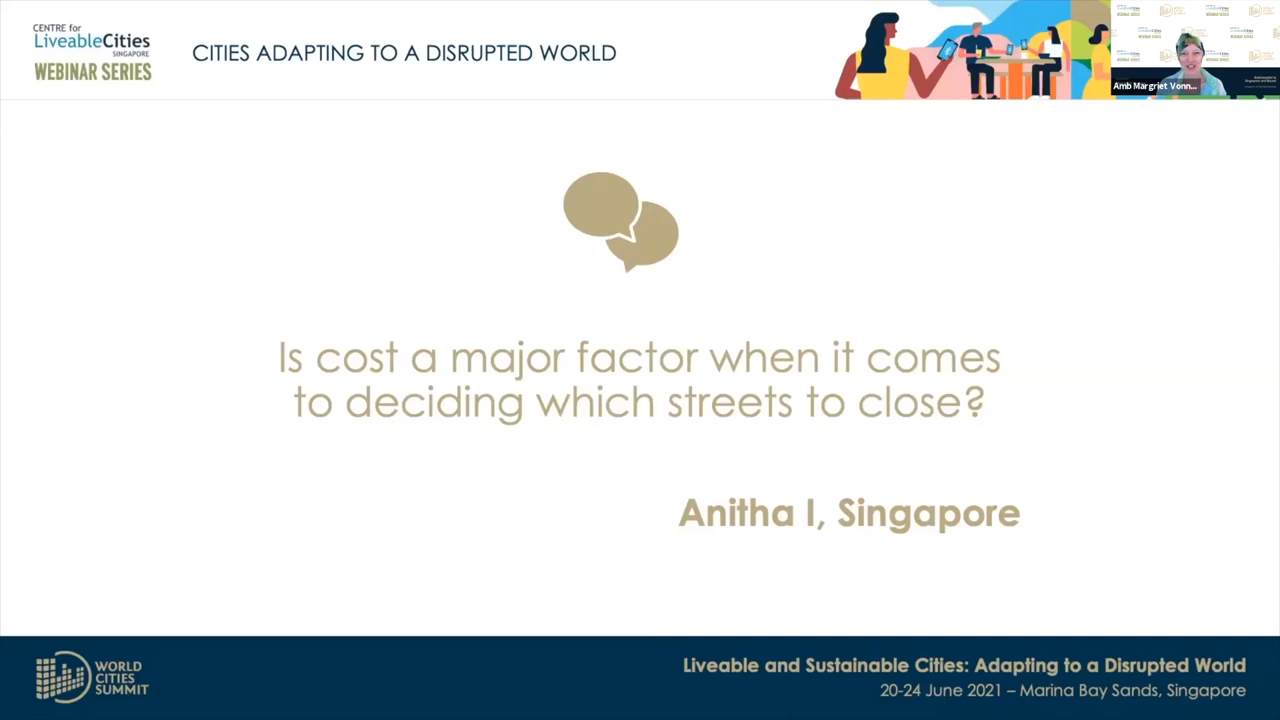 CENTRE for
LiveableCities
SINGAPORE
WEBINAR SERIES
CITIES ADAPTING TO A DISRUPTED WORLD
Amb Margriet Vonn...
Is cost a major factor when it comes
to deciding which streets to close?
Anitha I, Singapore
WORLD
CITIES
SUMMIT
Liveable and Sustainable Cities: Adapting to a Disrupted World
20-24 June 2021 – Marina Bay Sands, Singapore